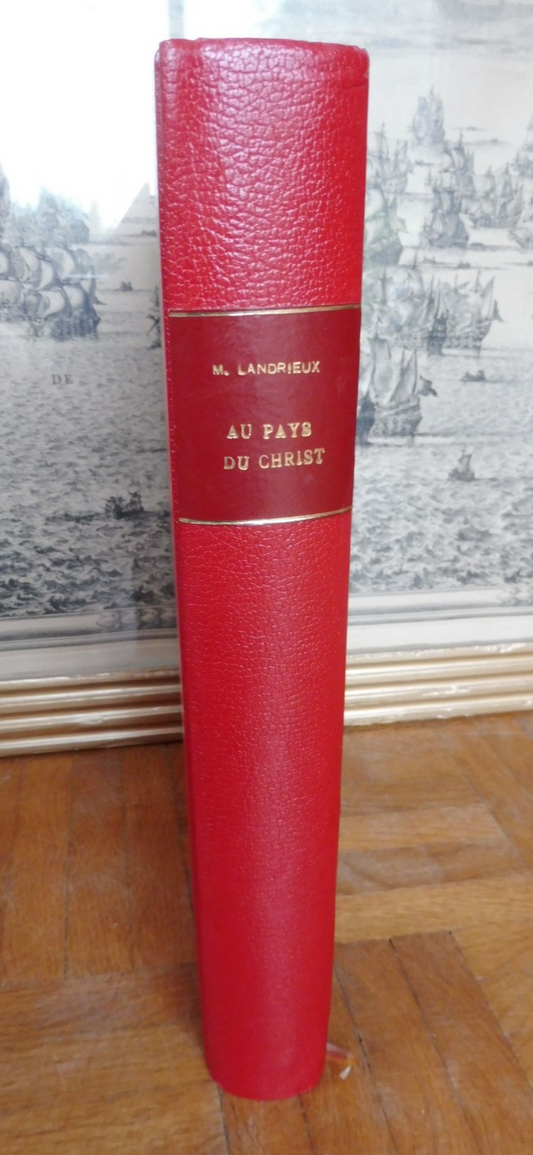 M. LANDRIEUX
AU PAYS
DU CHRIST
DE